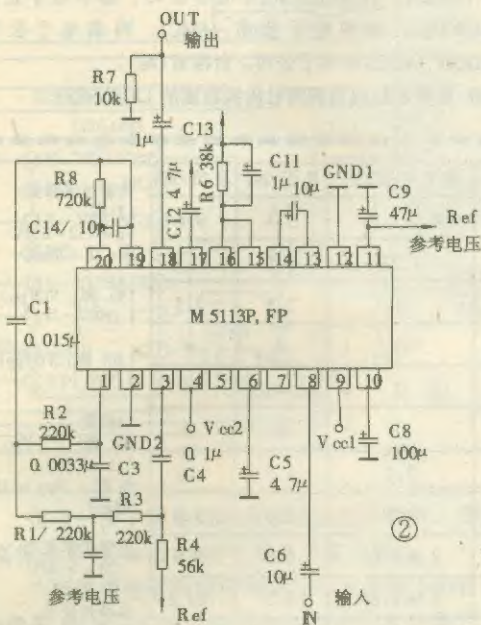 OUT
输出
R7
10k
1μ
C13
R6 38k
C11
1μ
10μ
GND1
C9
47μ
Ref
参考电压
R8
720k
C14/ 10μ
C12 4.7μ
20
19
18
17
16
15
14
13
12
11
M 5113P, FP
C1
0.015μ
1
2
3
4
5
6
7
8
9
10
R2
220k
0.0033μ
C3
GND2
Vcc2
0.1μ
C4
C5
4.7μ
Vcc1
C8
100μ
R1/ 220k
R3
220k
R4
56k
C6
10μ
②
参考电压
Ref
输入
IN